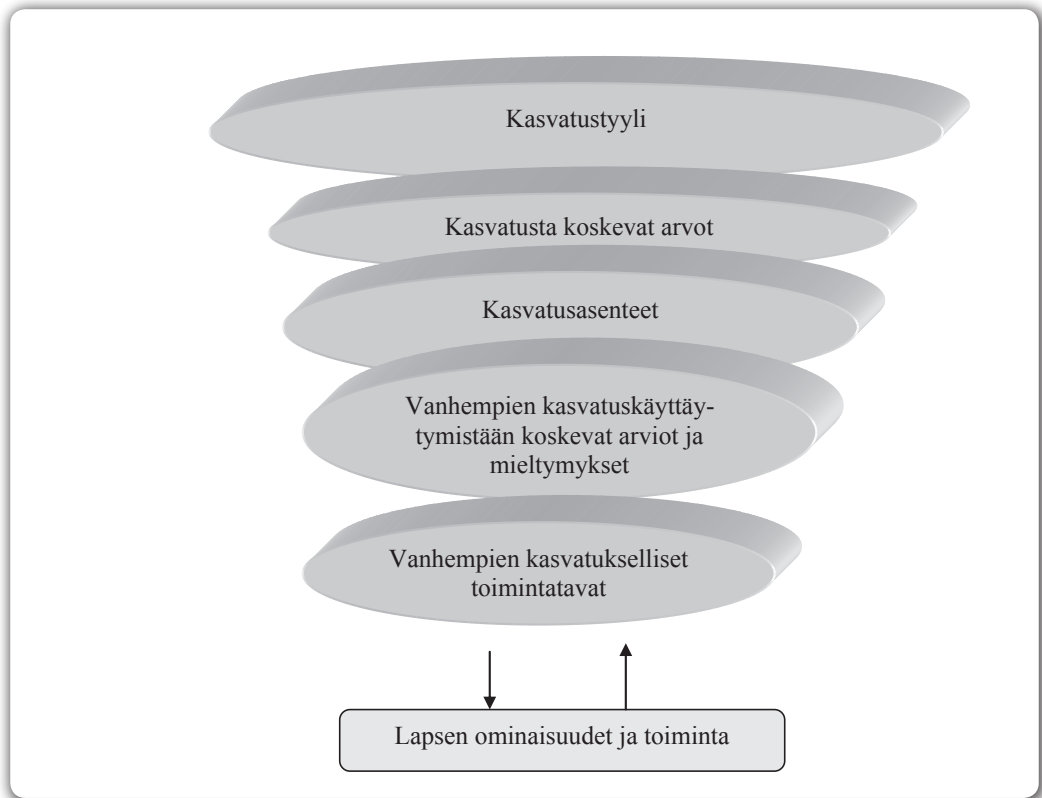 Kasvatustyyli
Kasvatusta koskevat arvot
Kasvatusasenteet
Vanhempien kasvatuskäyttäy-
tymistään koskevat arviot ja
mieltymykset
Vanhempien kasvatukselliset
toimintatavat
Lapsen ominaisuudet ja toiminta